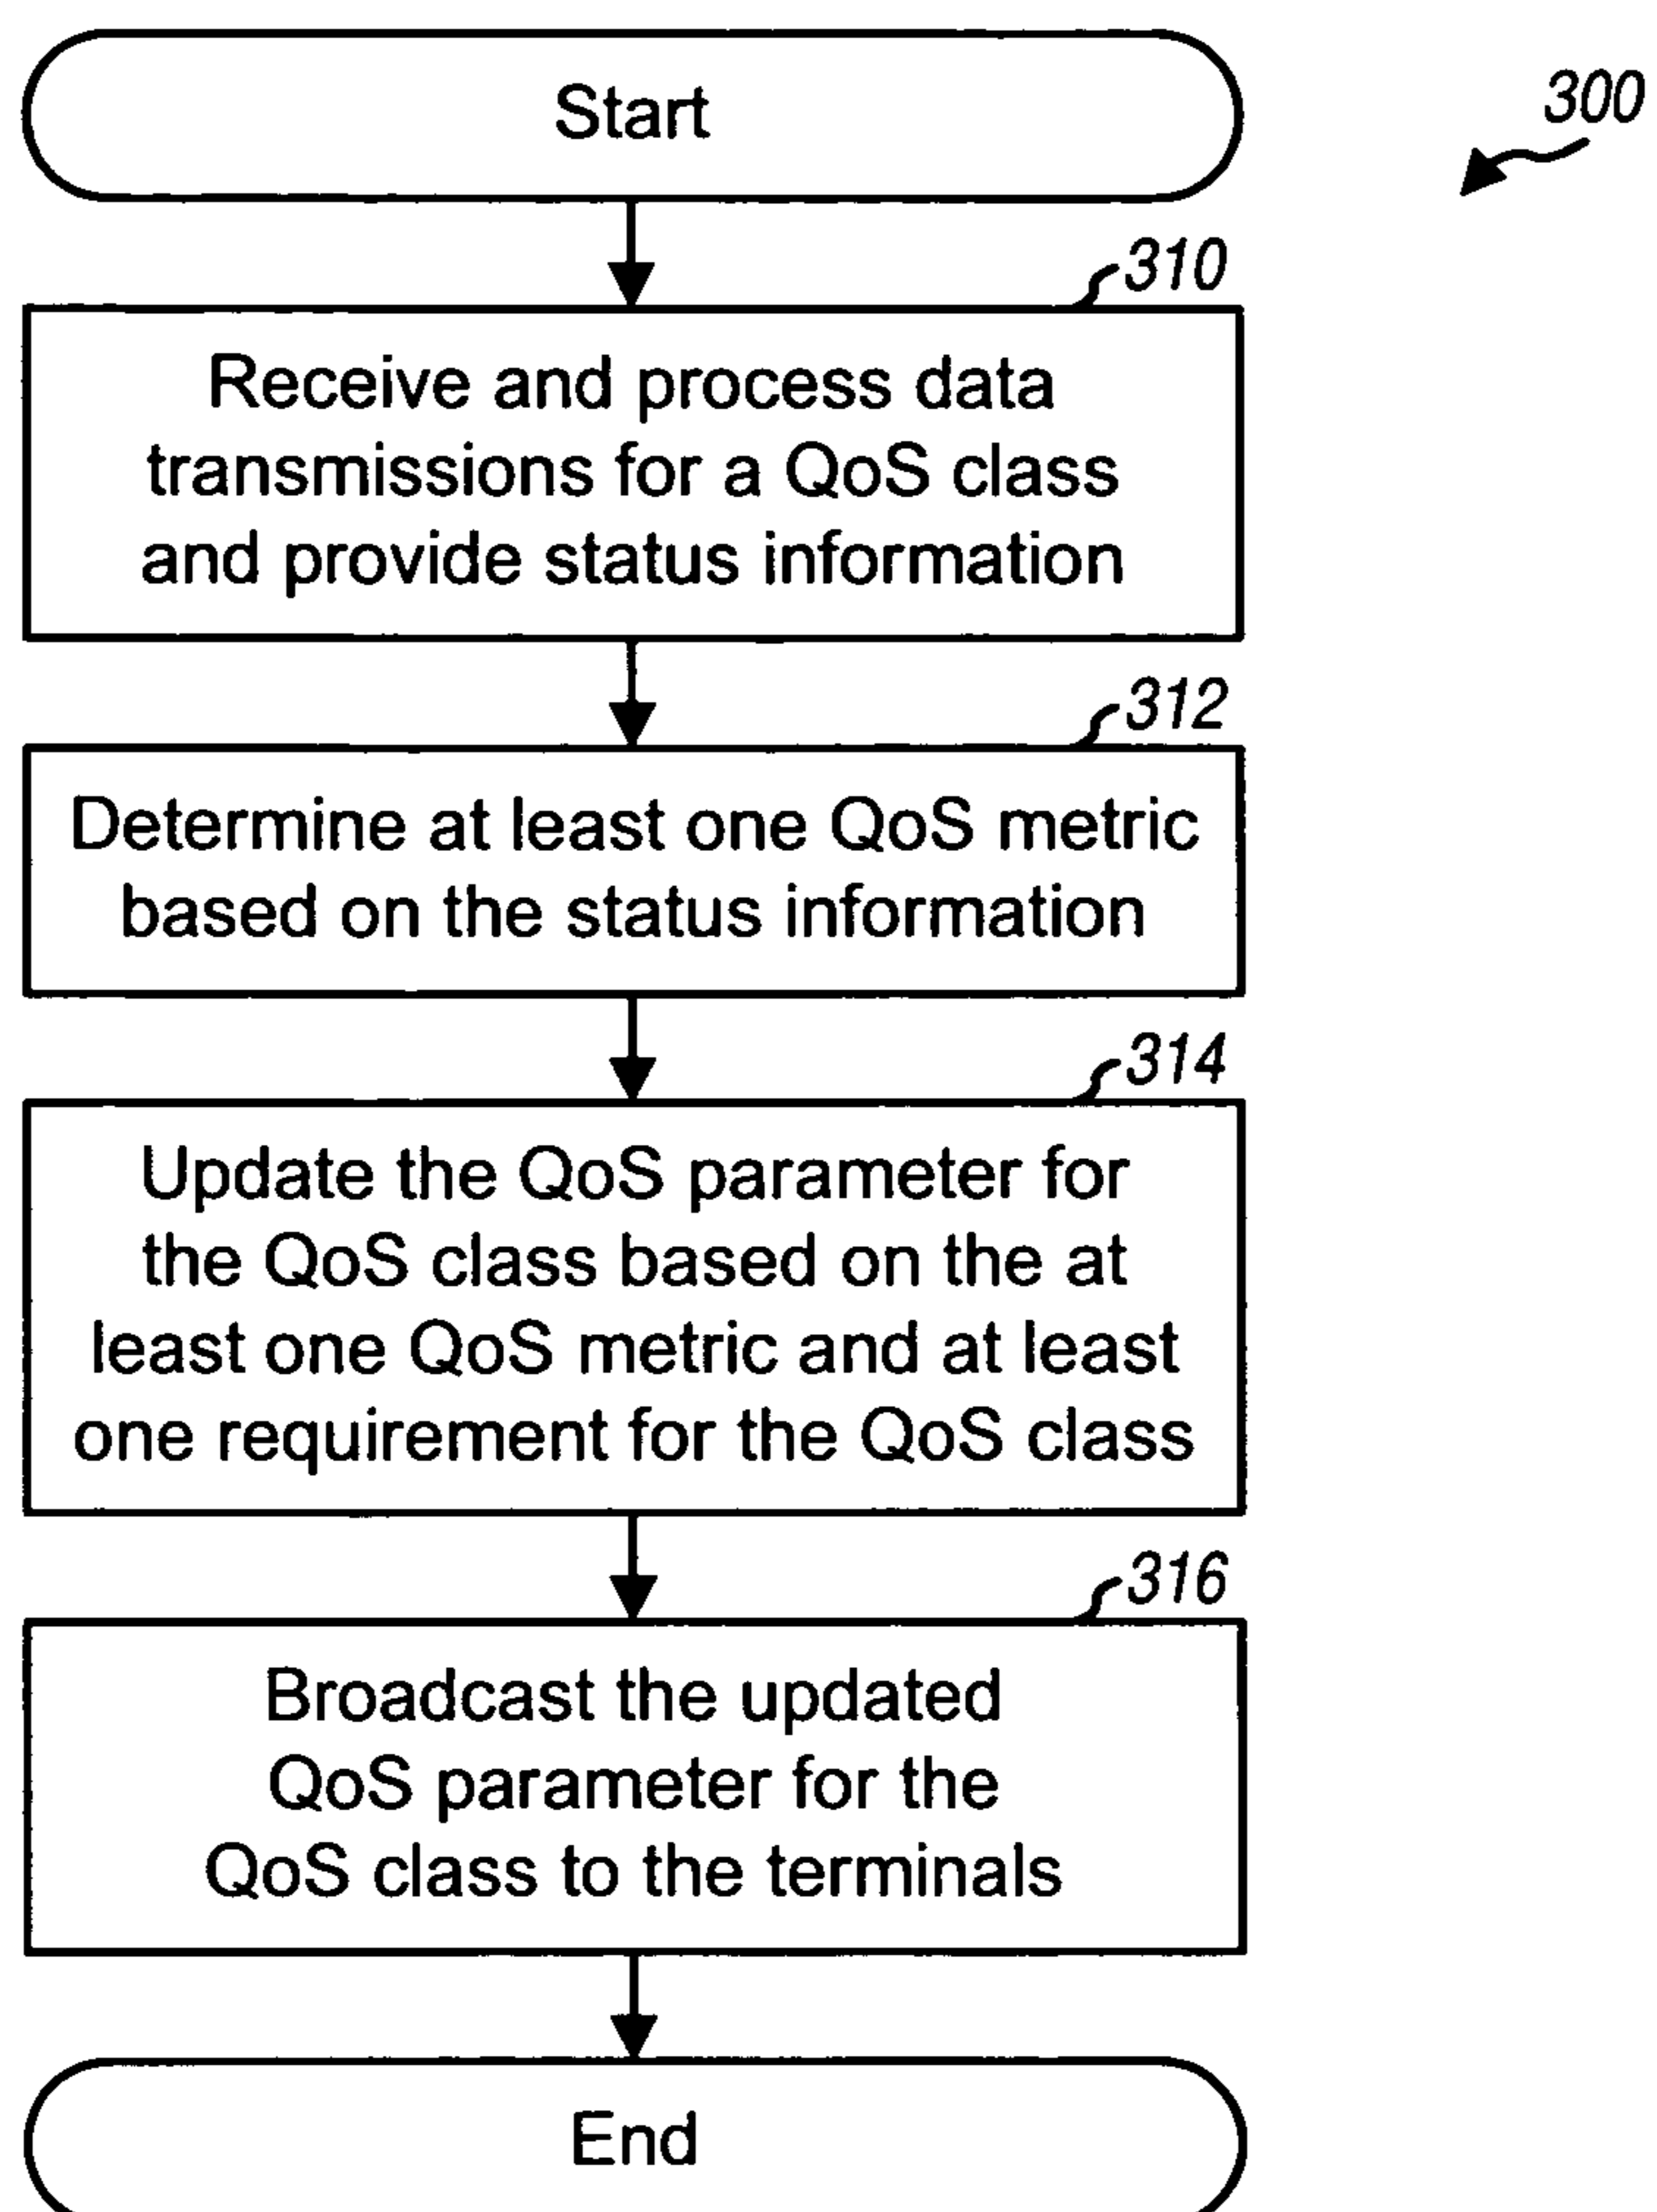 Start
300
310
Receive and process data
transmissions for a QoS class
and provide status information
312
Determine at least one QoS metric
based on the status information
314
Update the QoS parameter for
the QoS class based on the at
least one QoS metric and at least
one requirement for the QoS class
316
Broadcast the updated
QoS parameter for the
QoS class to the terminals
End